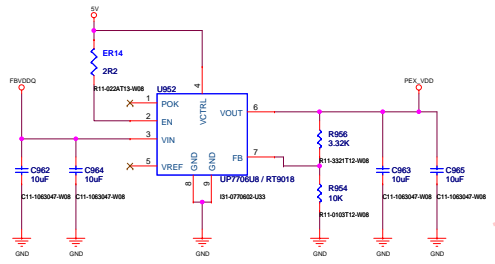 5V
ER14
2R2
R11-022AT13-W08
FBVDDQ
PEX_VDD
U952
1
POK
2
EN
3
VIN
5
VREF
4
VCTRL
VOUT
6
FB
7
GND
GND
8
9
UP7706U8 / RT9018
I31-0770602-U33
R956
3.32K
R11-3321T12-W08
R954
10K
R11-0103T12-W08
C962
10uF
C11-1063047-W08
C964
10uF
C11-1063047-W08
C963
10uF
C11-1063047-W08
C965
10uF
C11-1063047-W08
GND
GND
GND
GND
GND
GND